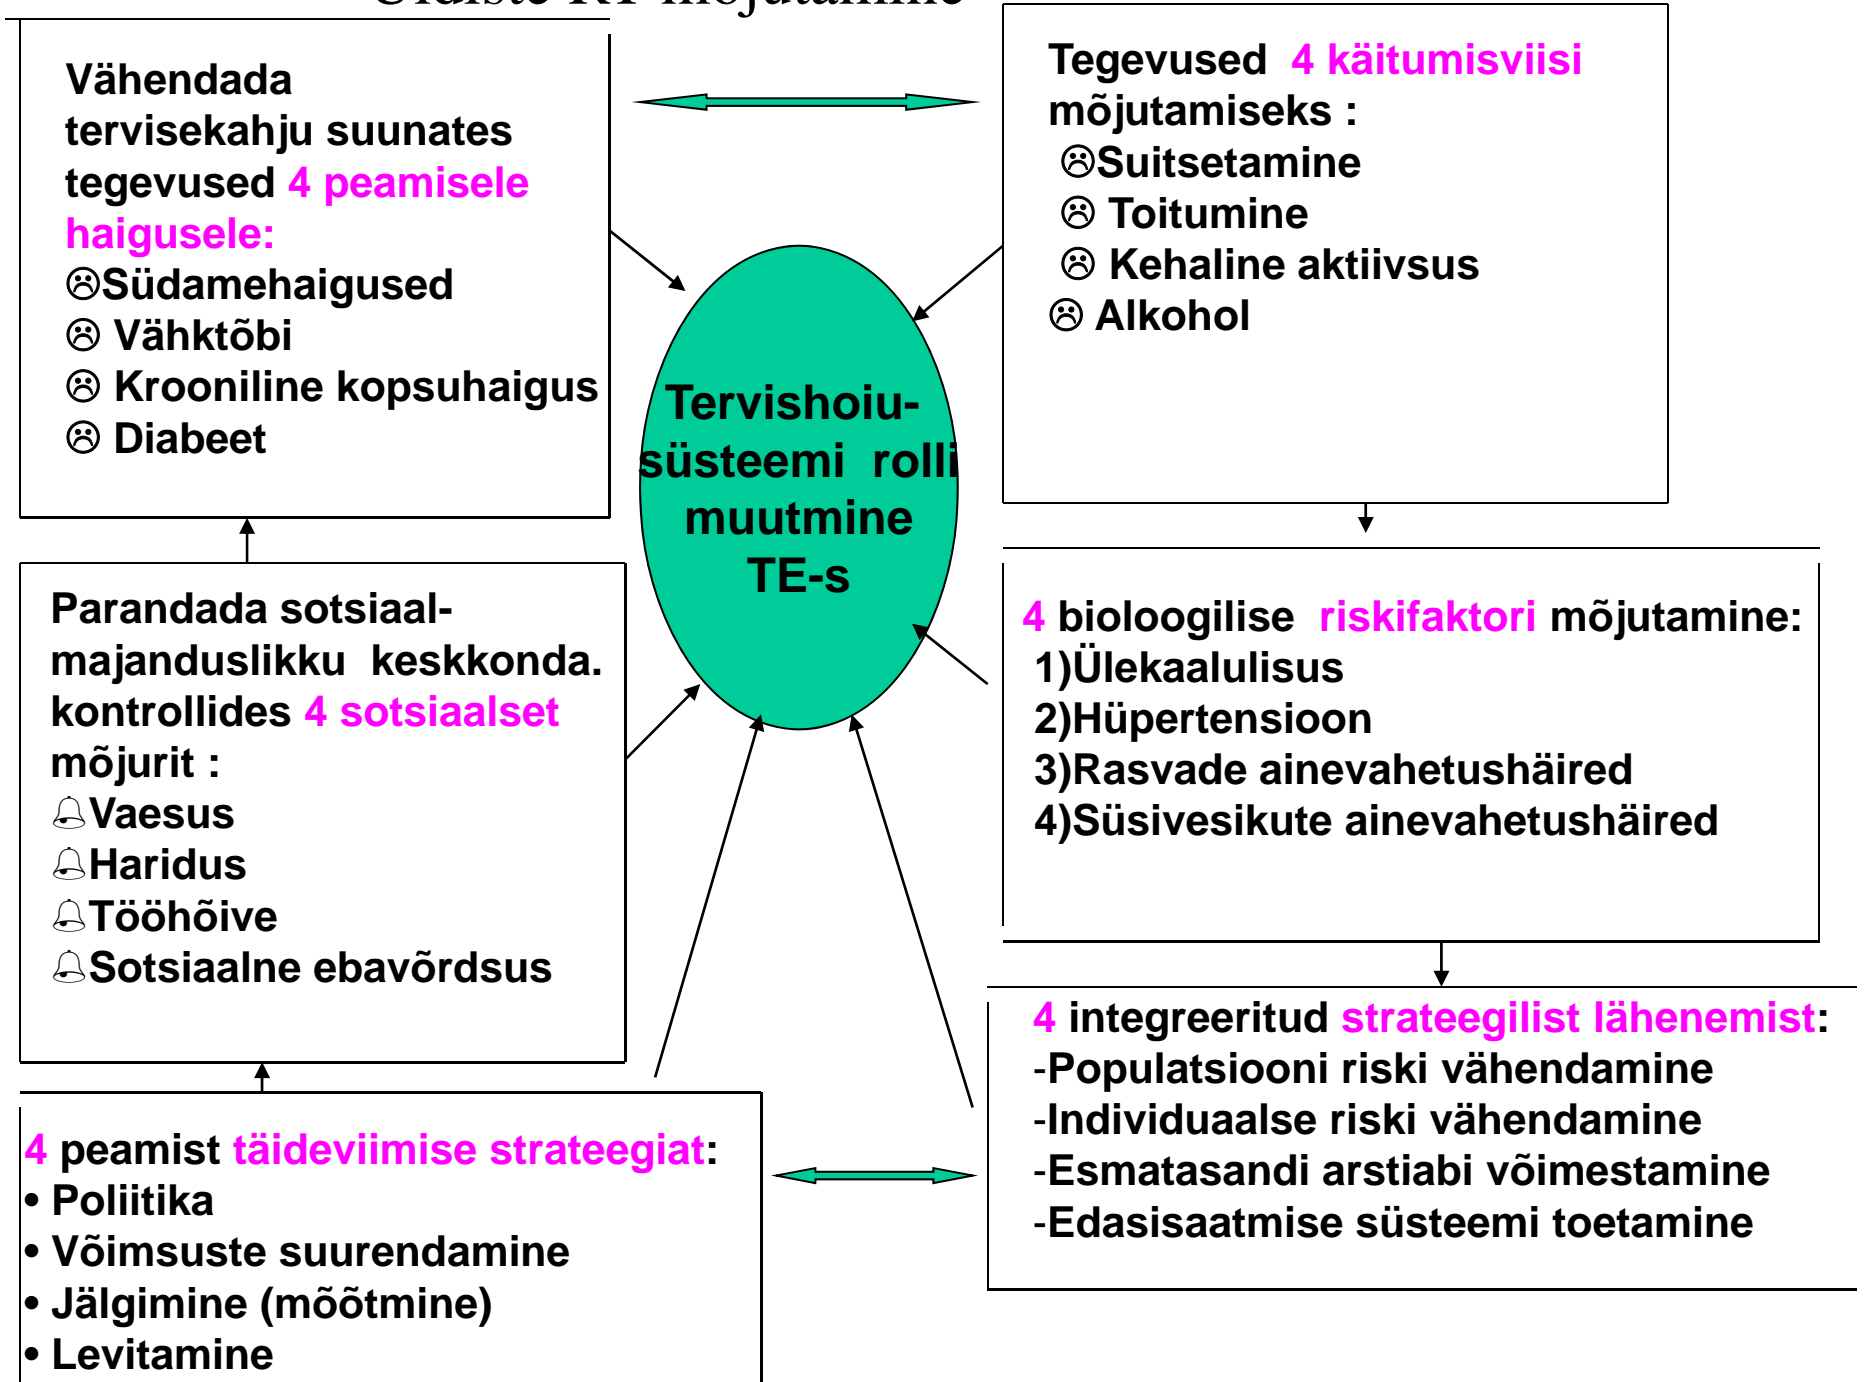 mõjutamine
Vähendada
tervisekahju suunates
tegevused 4 peamisele
haigusele:
☹Südamehaigused
☹ Vähktõbi
☹ Krooniline kopsuhaigus
☹ Diabeet
Tegevused 4 käitumisviisi
mõjutamiseks :
☹Suitsetamine
☹ Toitumine
☹ Kehaline aktiivsus
☹ Alkohol
Tervishoiu-
süsteemi rolli
muutmine
TE-s
Parandada sotsiaal-
majanduslikku keskkonda.
kontrollides 4 sotsiaalset
mõjurit :
🔔Vaesus
🔔Haridus
🔔Tööhõive
🔔Sotsiaalne ebavõrdsus
4 bioloogilise riskifaktori mõjutamine:
1)Ülekaalulisus
2)Hüpertensioon
3)Rasvade ainevahetushäired
4)Süsivesikute ainevahetushäired
4 peamist täideviimise strateegiat:
• Poliitika
• Võimsuste suurendamine
• Jälgimine (mõõtmine)
• Levitamine
4 integreeritud strateegilist lähenemist:
-Populatsiooni riski vähendamine
-Individuaalse riski vähendamine
-Esmatasandi arstiabi võimestamine
-Edasisaatmise süsteemi toetamine